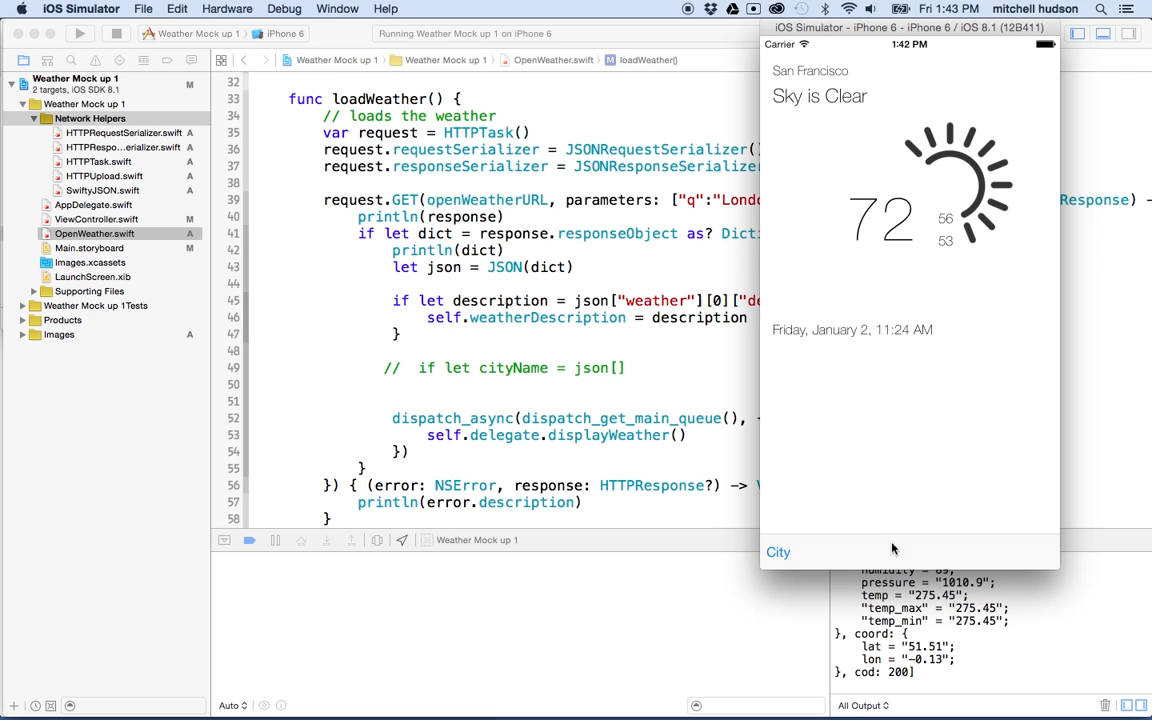 iOS Simulator File Edit Hardware Debug Window Help Fri 1:43 PM mitchell hudson
Weather Mock up 1 iPhone 6 Running Weather Mock up 1 on iPhone 6
iOS Simulator - iPhone 6 - iPhone 6 / iOS 8.1 (12B411)
Weather Mock up 1 Weather Mock up 1 OpenWeather.swift M loadWeather()
Weather Mock up 1 M
2 targets, iOS SDK 8.1
Weather Mock up 1
Network Helpers
HTTPRequestSerializer.swift A
HTTPRespo...erializer.swift A
HTTPTask.swift A
HTTPUpload.swift A
SwiftyJSON.swift A
AppDelegate.swift
ViewController.swift M
OpenWeather.swift A
Main.storyboard M
Images.xcassets
LaunchScreen.xib
Supporting Files
Weather Mock up 1Tests
Products
Images A
32
33 func loadWeather() {
34 // loads the weather
35 var request = HTTPTask()
36 request.requestSerializer = JSONRequestSerializer(
37 request.responseSerializer = JSONResponseSerialize
38
39 request.GET(openWeatherURL, parameters: ["q":"Lond Response) -
40 println(response)
41 if let dict = response.responseObject as? Dict
42 println(dict)
43 let json = JSON(dict)
44
45 if let description = json["weather"][0]["de
46 self.weatherDescription = description
47 }
48
49 // if let cityName = json[]
50
51
52 dispatch_async(dispatch_get_main_queue(),
53 self.delegate.displayWeather()
54 })
55 }
56 }) { (error: NSError, response: HTTPResponse?) ->
57 println(error.description)
58 }
Carrier 1:42 PM
San Francisco
Sky is Clear
72
56
53
Friday, January 2, 11:24 AM
City
Weather Mock up 1
humidity = 89;
pressure = "1010.9";
temp = "275.45";
"temp_max" = "275.45";
"temp_min" = "275.45";
}, coord: {
lat = "51.51";
lon = "-0.13";
}, cod: 200]
Auto All Output